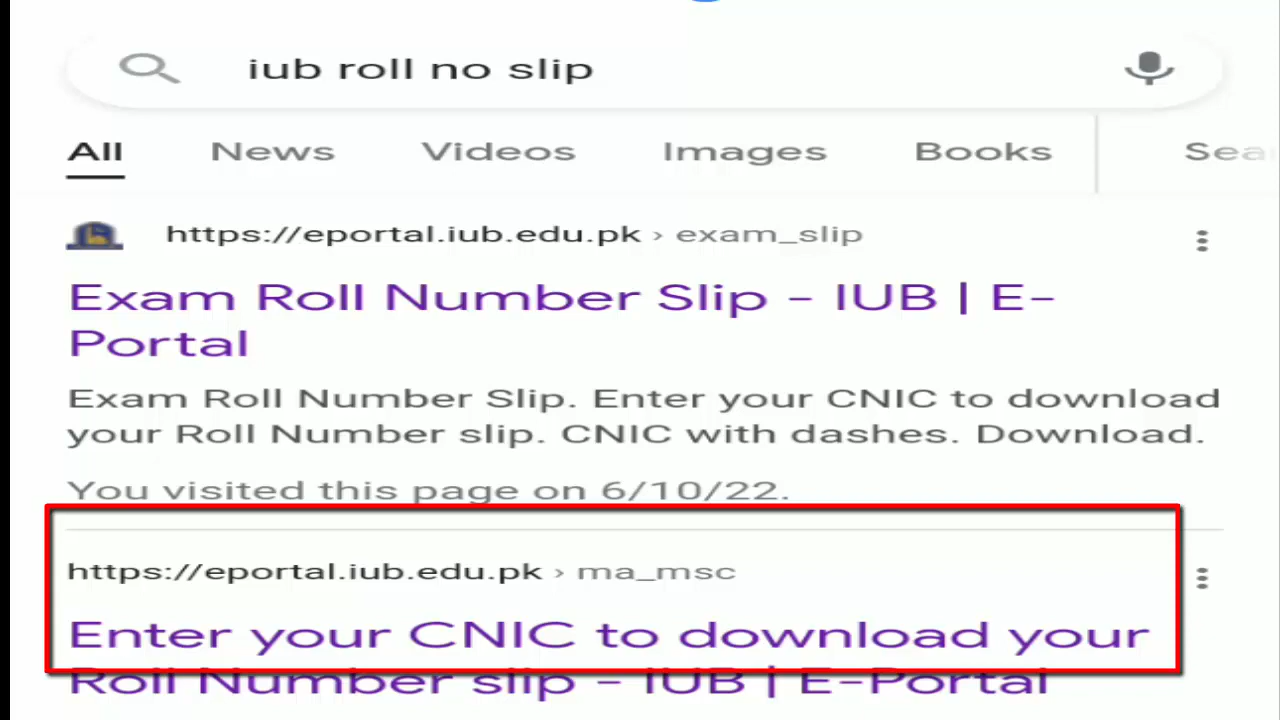 iub roll no slip
All News Videos Images Books Sea
https://eportal.iub.edu.pk › exam_slip
Exam Roll Number Slip - IUB | E-
Portal
Exam Roll Number Slip. Enter your CNIC to download
your Roll Number slip. CNIC with dashes. Download.
You visited this page on 6/10/22.
https://eportal.iub.edu.pk › ma_msc
Enter your CNIC to download your
Roll Number slip - IUB | E-Portal